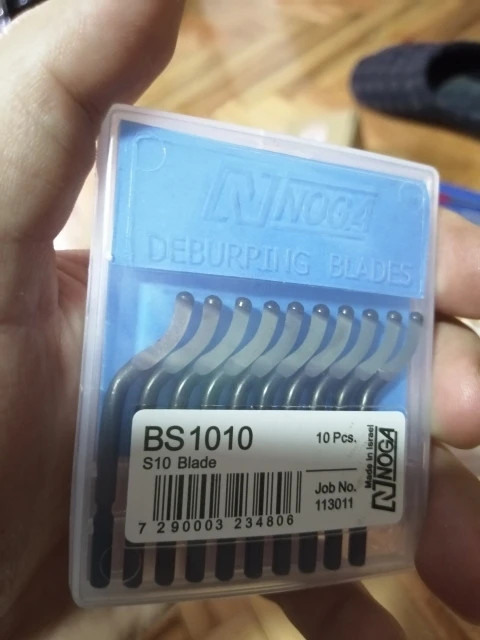 NOGA
DEBURRING BLADES
BS1010
10 Pcs.
S10 Blade
Job No.
113011
7 290003 234806
Made in Israel
NOGA